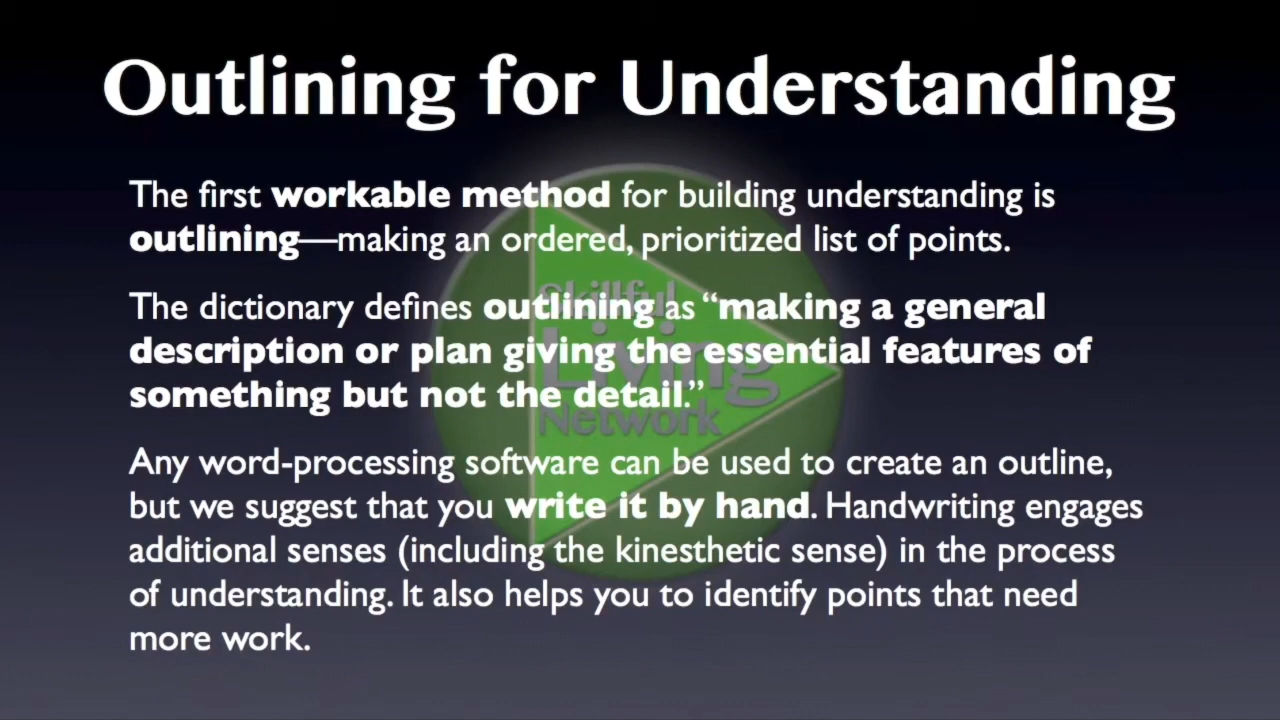 Outlining for Understanding
The first workable method for building understanding is
outlining—making an ordered, prioritized list of points.
The dictionary defines outlining as “making a general
description or plan giving the essential features of
something but not the detail.”
Any word-processing software can be used to create an outline,
but we suggest that you write it by hand. Handwriting engages
additional senses (including the kinesthetic sense) in the process
of understanding. It also helps you to identify points that need
more work.
Skillful
Living
Network